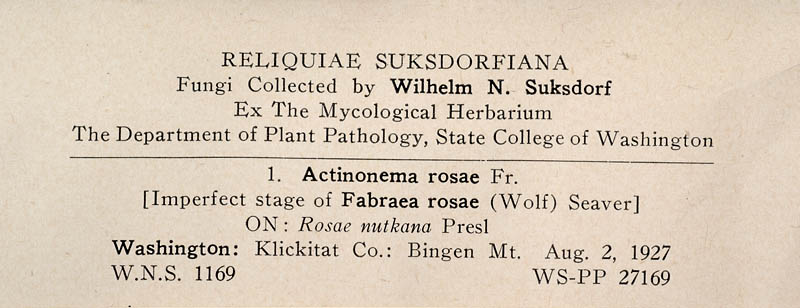 RELIQUIAE SUKSDORFIANA
Fungi Collected by Wilhelm N. Suksdorf
Ex The Mycological Herbarium
The Department of Plant Pathology, State College of Washington
1. Actinonema rosae Fr.
[Imperfect stage of Fabraea rosae (Wolf) Seaver]
ON: Rosae nutkana Presl
Washington: Klickitat Co.: Bingen Mt. Aug. 2, 1927
W.N.S. 1169 WS-PP 27169